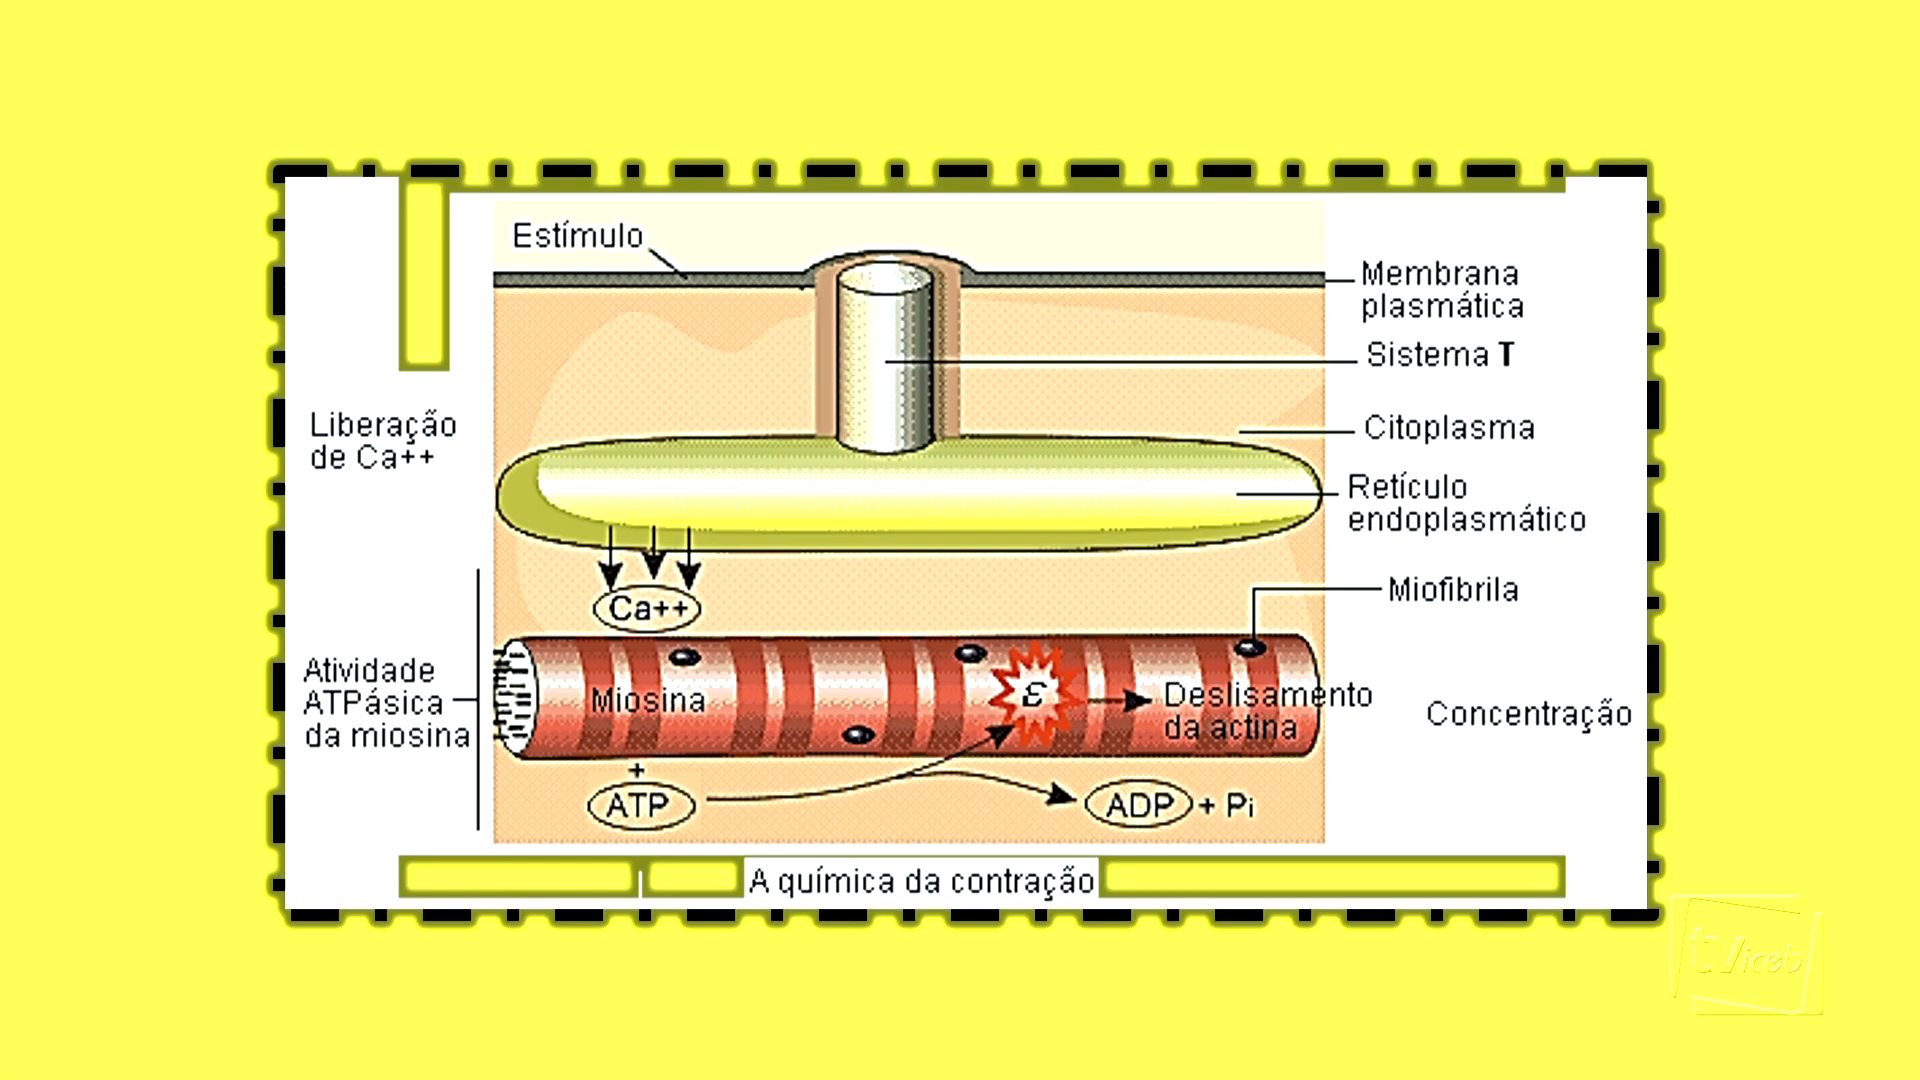 Estímulo
Membrana
plasmática
Sistema T
Liberação
de Ca++
Citoplasma
Retículo
endoplasmático
Ca++
Miofibrila
Atividade
ATPásica
da miosina
Miosina
ε
Deslisamento
da actina
Concentração
+
ATP
ADP + Pi
A química da contração
tViceb